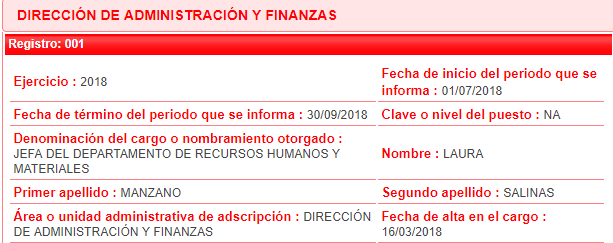 DIRECCIÓN DE ADMINISTRACIÓN Y FINANZAS
Registro: 001
Ejercicio : 2018
Fecha de inicio del periodo que se
informa : 01/07/2018
Fecha de término del periodo que se informa : 30/09/2018
Clave o nivel del puesto : NA
Denominación del cargo o nombramiento otorgado :
JEFA DEL DEPARTAMENTO DE RECURSOS HUMANOS Y
MATERIALES
Nombre : LAURA
Primer apellido : MANZANO
Segundo apellido : SALINAS
Área o unidad administrativa de adscripción : DIRECCIÓN
DE ADMINISTRACIÓN Y FINANZAS
Fecha de alta en el cargo :
16/03/2018